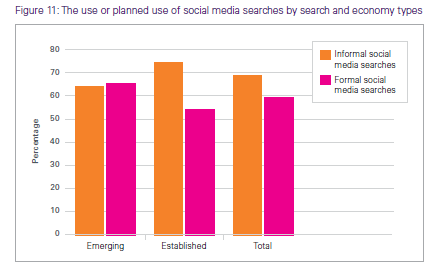 Figure 11: The use or planned use of social media searches by search and economy types
80
70
60
50
40
30
20
10
0
Percentage
Emerging
Established
Total
Informal social
media searches
Formal social
media searches